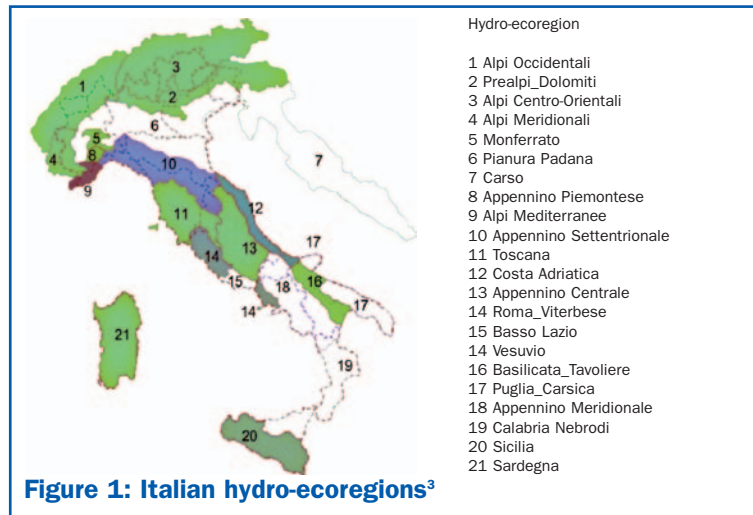 Hydro-ecoregion
1 Alpi Occidentali
2 Prealpi_Dolomiti
3 Alpi Centro-Orientali
4 Alpi Meridionali
5 Monferrato
6 Pianura Padana
7 Carso
8 Appennino Piemontese
9 Alpi Mediterranee
10 Appennino Settentrionale
11 Toscana
12 Costa Adriatica
13 Appennino Centrale
14 Roma_Viterbese
15 Basso Lazio
14 Vesuvio
16 Basilicata_Tavoliere
17 Puglia_Carsica
18 Appennino Meridionale
19 Calabria Nebrodi
20 Sicilia
21 Sardegna
3
1
2
6
5
7
4
8
10
9
12
11
17
13
14
18
16
15
17
14
21
19
20
Figure 1: Italian hydro-ecoregions³